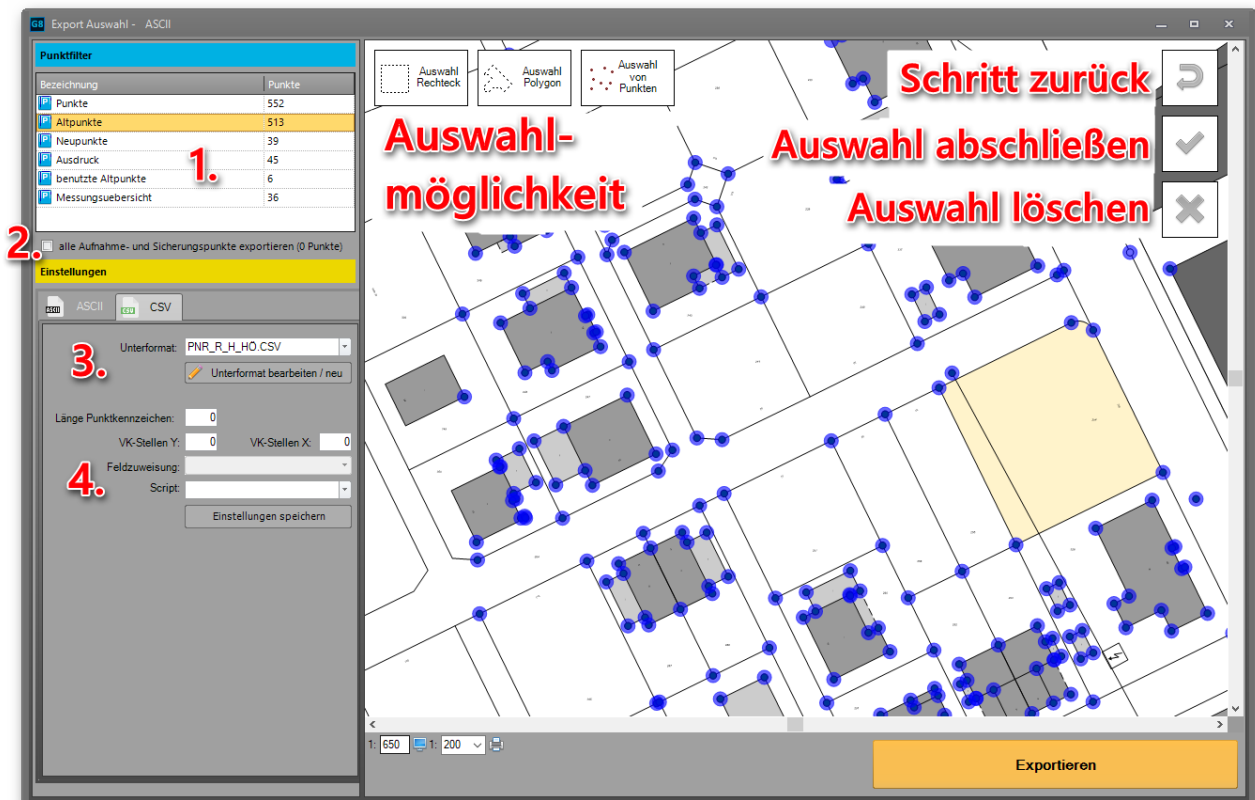 G8 Export Auswahl - ASCII
Punktfilter
Bezeichnung Punkte
P Punkte 552
P Altpunkte 513
P Neupunkte 39
P Ausdruck 45
P benutzte Altpunkte 6
P Messungsuebersicht 36
1.
2.
alle Aufnahme- und Sicherungspunkte exportieren (0 Punkte)
Einstellungen
ASCII ASCII
CSV CSV
3.
Unterformat: PNR_R_H_HÖ.CSV
Unterformat bearbeiten / neu
Länge Punktkennzeichen: 0
VK-Stellen Y: 0 VK-Stellen X: 0
4.
Feldzuweisung:
Script:
Einstellungen speichern
Auswahl
Rechteck
Auswahl
Polygon
Auswahl
von
Punkten
Auswahl-
möglichkeit
Schritt zurück
Auswahl abschließen
Auswahl löschen
1: 650 1: 200
Exportieren